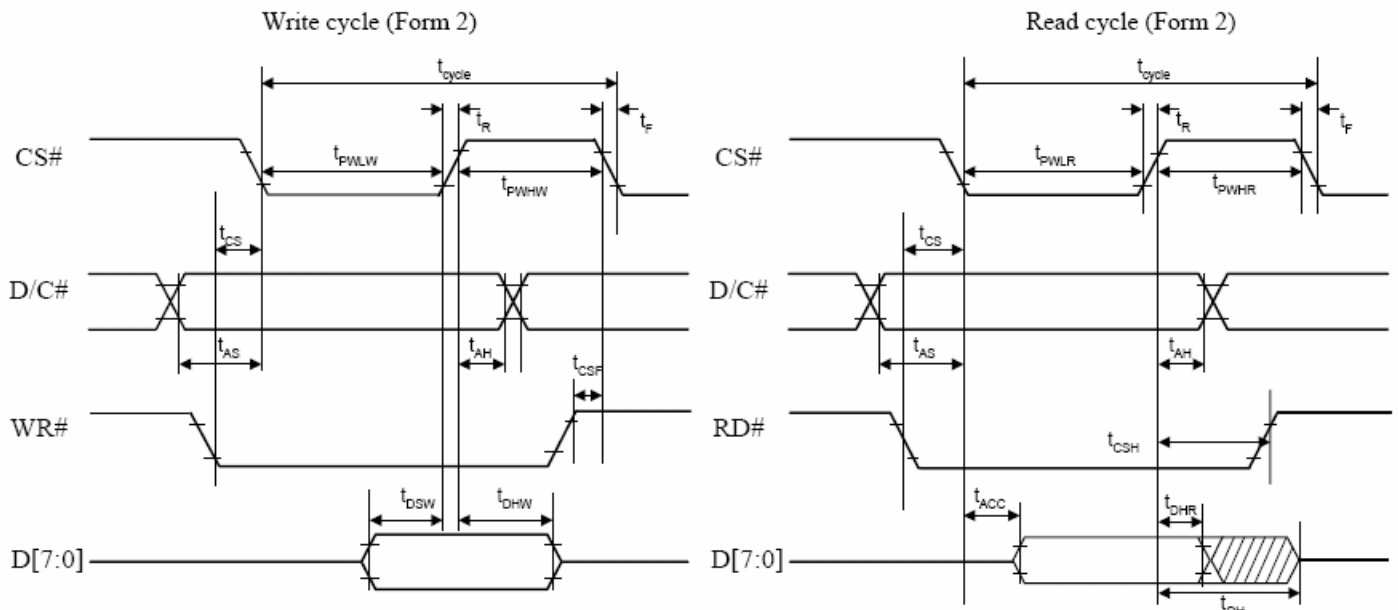 Write cycle (Form 2)
tcycle
tR
tF
CS#
tPWLW
tPWHW
tCS
D/C#
tAS
tAH
tCSF
WR#
tDSW
tDHW
D[7:0]
Read cycle (Form 2)
tcycle
tR
tF
CS#
tPWLR
tPWHR
tCS
D/C#
tAS
tAH
RD#
tCSH
tACC
tDHR
D[7:0]